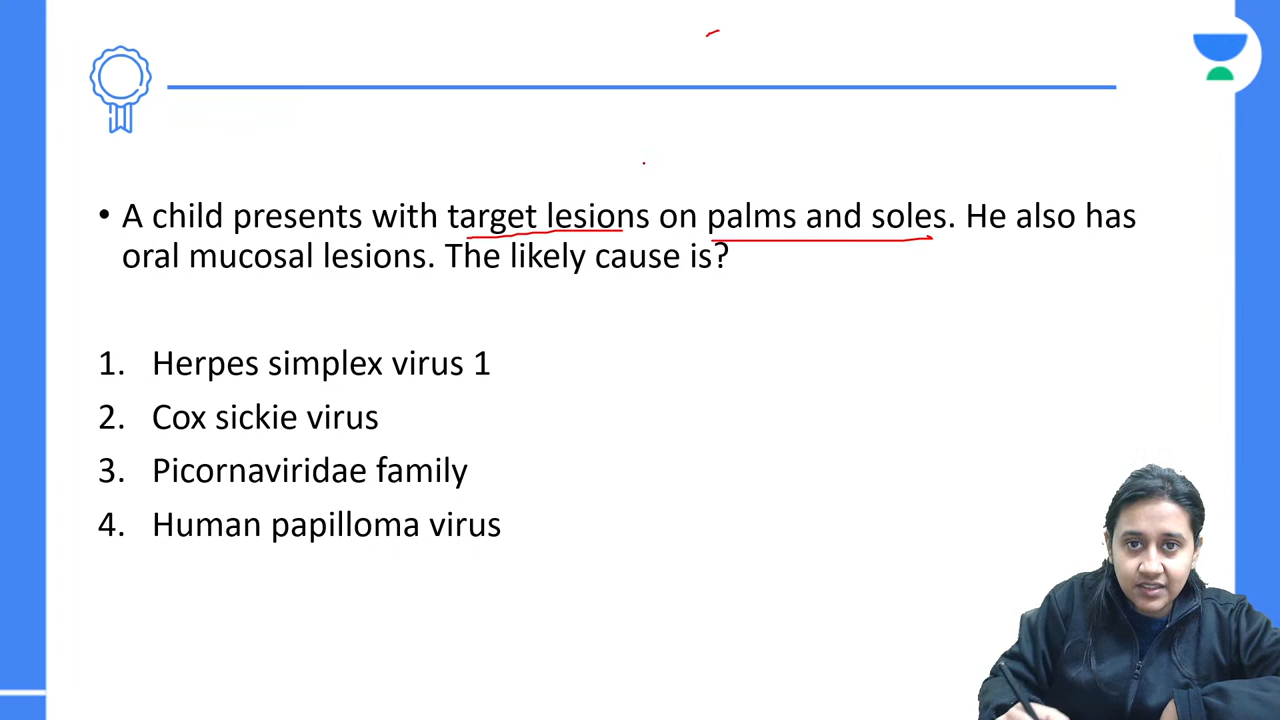 • A child presents with target lesions on palms and soles. He also has
oral mucosal lesions. The likely cause is?
1. Herpes simplex virus 1
2. Cox sickie virus
3. Picornaviridae family
4. Human papilloma virus